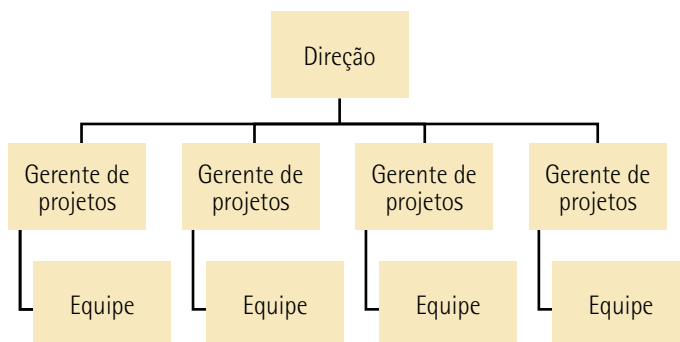 Direção
Gerente de
projetos
Gerente de
projetos
Gerente de
projetos
Gerente de
projetos
Equipe
Equipe
Equipe
Equipe